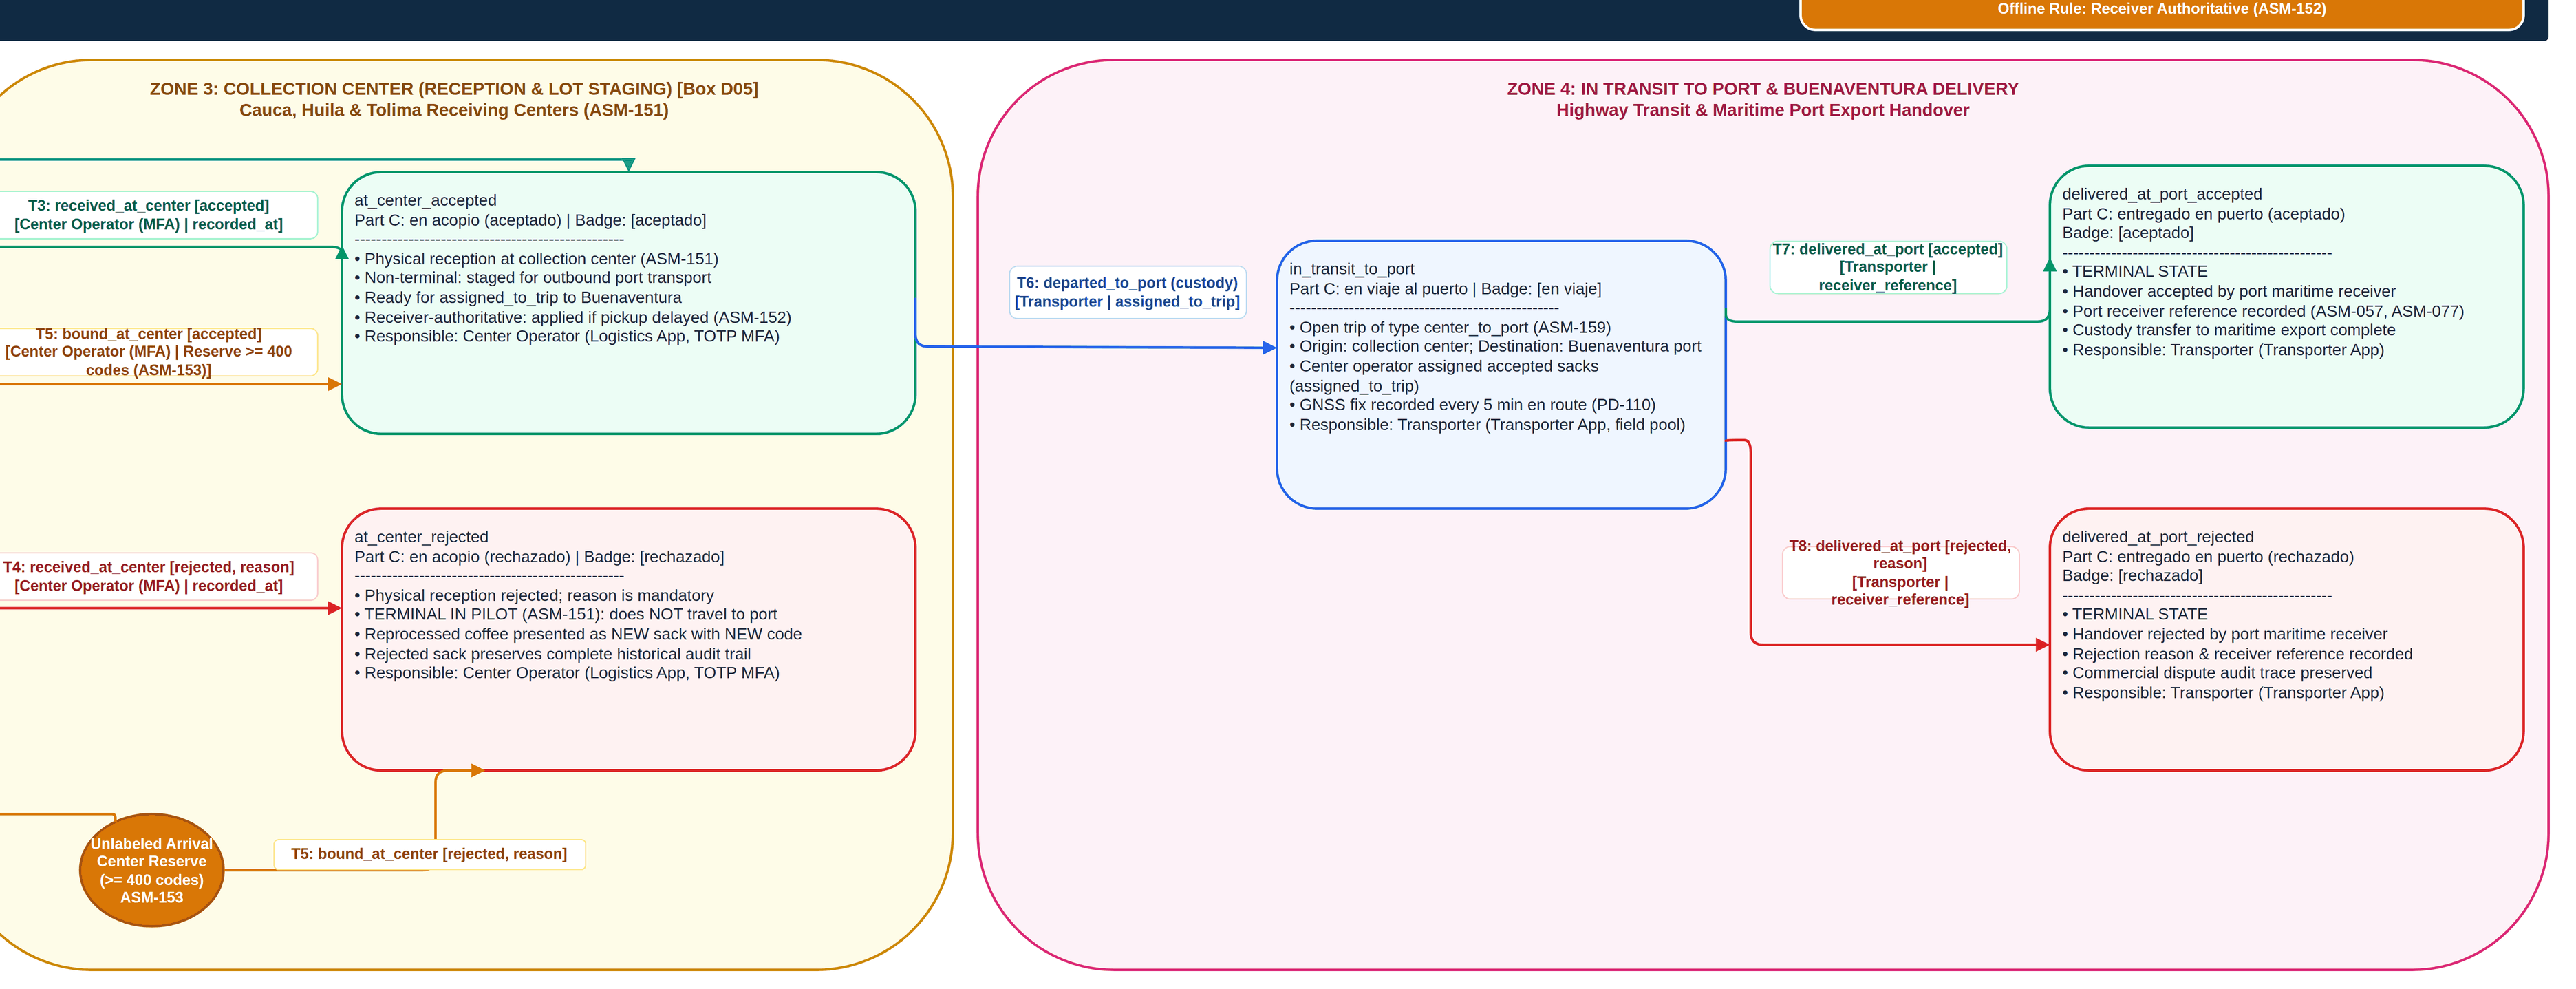 Offline Rule: Receiver Authoritative (ASM-152)
ZONE 3: COLLECTION CENTER (RECEPTION & LOT STAGING) [Box D05]
Cauca, Huila & Tolima Receiving Centers (ASM-151)
T3: received_at_center [accepted]
[Center Operator (MFA) | recorded_at]
at_center_accepted
Part C: en acopio (aceptado) | Badge: [aceptado]
--------------------------------------------------
• Physical reception at collection center (ASM-151)
• Non-terminal: staged for outbound port transport
• Ready for assigned_to_trip to Buenaventura
• Receiver-authoritative: applied if pickup delayed (ASM-152)
• Responsible: Center Operator (Logistics App, TOTP MFA)
T5: bound_at_center [accepted]
[Center Operator (MFA) | Reserve >= 400
codes (ASM-153)]
T4: received_at_center [rejected, reason]
[Center Operator (MFA) | recorded_at]
at_center_rejected
Part C: en acopio (rechazado) | Badge: [rechazado]
--------------------------------------------------
• Physical reception rejected; reason is mandatory
• TERMINAL IN PILOT (ASM-151): does NOT travel to port
• Reprocessed coffee presented as NEW sack with NEW code
• Rejected sack preserves complete historical audit trail
• Responsible: Center Operator (Logistics App, TOTP MFA)
Unlabeled Arrival
Center Reserve
(>= 400 codes)
ASM-153
T5: bound_at_center [rejected, reason]
ZONE 4: IN TRANSIT TO PORT & BUENAVENTURA DELIVERY
Highway Transit & Maritime Port Export Handover
T6: departed_to_port (custody)
[Transporter | assigned_to_trip]
in_transit_to_port
Part C: en viaje al puerto | Badge: [en viaje]
--------------------------------------------------
• Open trip of type center_to_port (ASM-159)
• Origin: collection center; Destination: Buenaventura port
• Center operator assigned accepted sacks
(assigned_to_trip)
• GNSS fix recorded every 5 min en route (PD-110)
• Responsible: Transporter (Transporter App, field pool)
T7: delivered_at_port [accepted]
[Transporter |
receiver_reference]
delivered_at_port_accepted
Part C: entregado en puerto (aceptado)
Badge: [aceptado]
--------------------------------------------------
• TERMINAL STATE
• Handover accepted by port maritime receiver
• Port receiver reference recorded (ASM-057, ASM-077)
• Custody transfer to maritime export complete
• Responsible: Transporter (Transporter App)
T8: delivered_at_port [rejected,
reason]
[Transporter |
receiver_reference]
delivered_at_port_rejected
Part C: entregado en puerto (rechazado)
Badge: [rechazado]
--------------------------------------------------
• TERMINAL STATE
• Handover rejected by port maritime receiver
• Rejection reason & receiver reference recorded
• Commercial dispute audit trace preserved
• Responsible: Transporter (Transporter App)